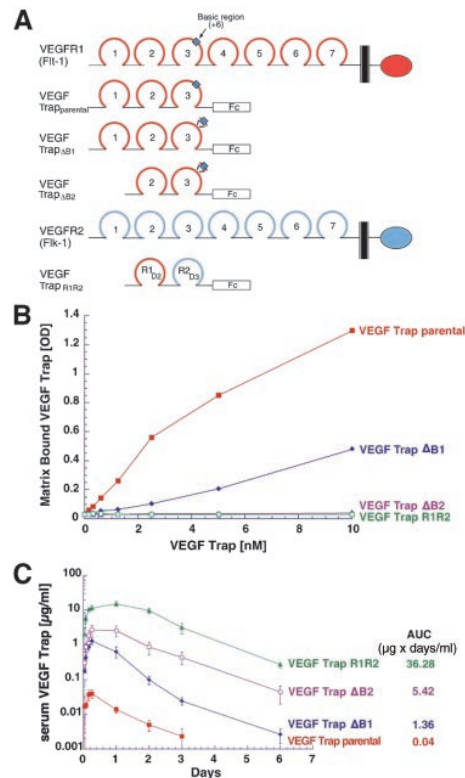 A
Basic region
(+6)
VEGFR1
(Flt-1)
1 2 3 4 5 6 7
VEGF
Trapparental
1 2 3 Fc
VEGF
TrapΔB1
1 2 3 Fc
VEGF
TrapΔB2
2 3 Fc
VEGFR2
(Flk-1)
1 2 3 4 5 6 7
VEGF
TrapR1R2
R1D2 R2D3 Fc
B
Matrix Bound VEGF Trap [OD]
1.4
1.2
1
0.8
0.6
0.4
0.2
0
0 2 4 6 8 10
VEGF Trap [nM]
VEGF Trap parental
VEGF Trap ΔB1
VEGF Trap ΔB2
VEGF Trap R1R2
C
serum VEGF Trap [µg/ml]
100
10
1
0.1
0.01
0.001
0 1 2 3 4 5 6 7
Days
AUC
(µg x days/ml)
VEGF Trap R1R2 36.28
VEGF Trap ΔB2 5.42
VEGF Trap ΔB1 1.36
VEGF Trap parental 0.04